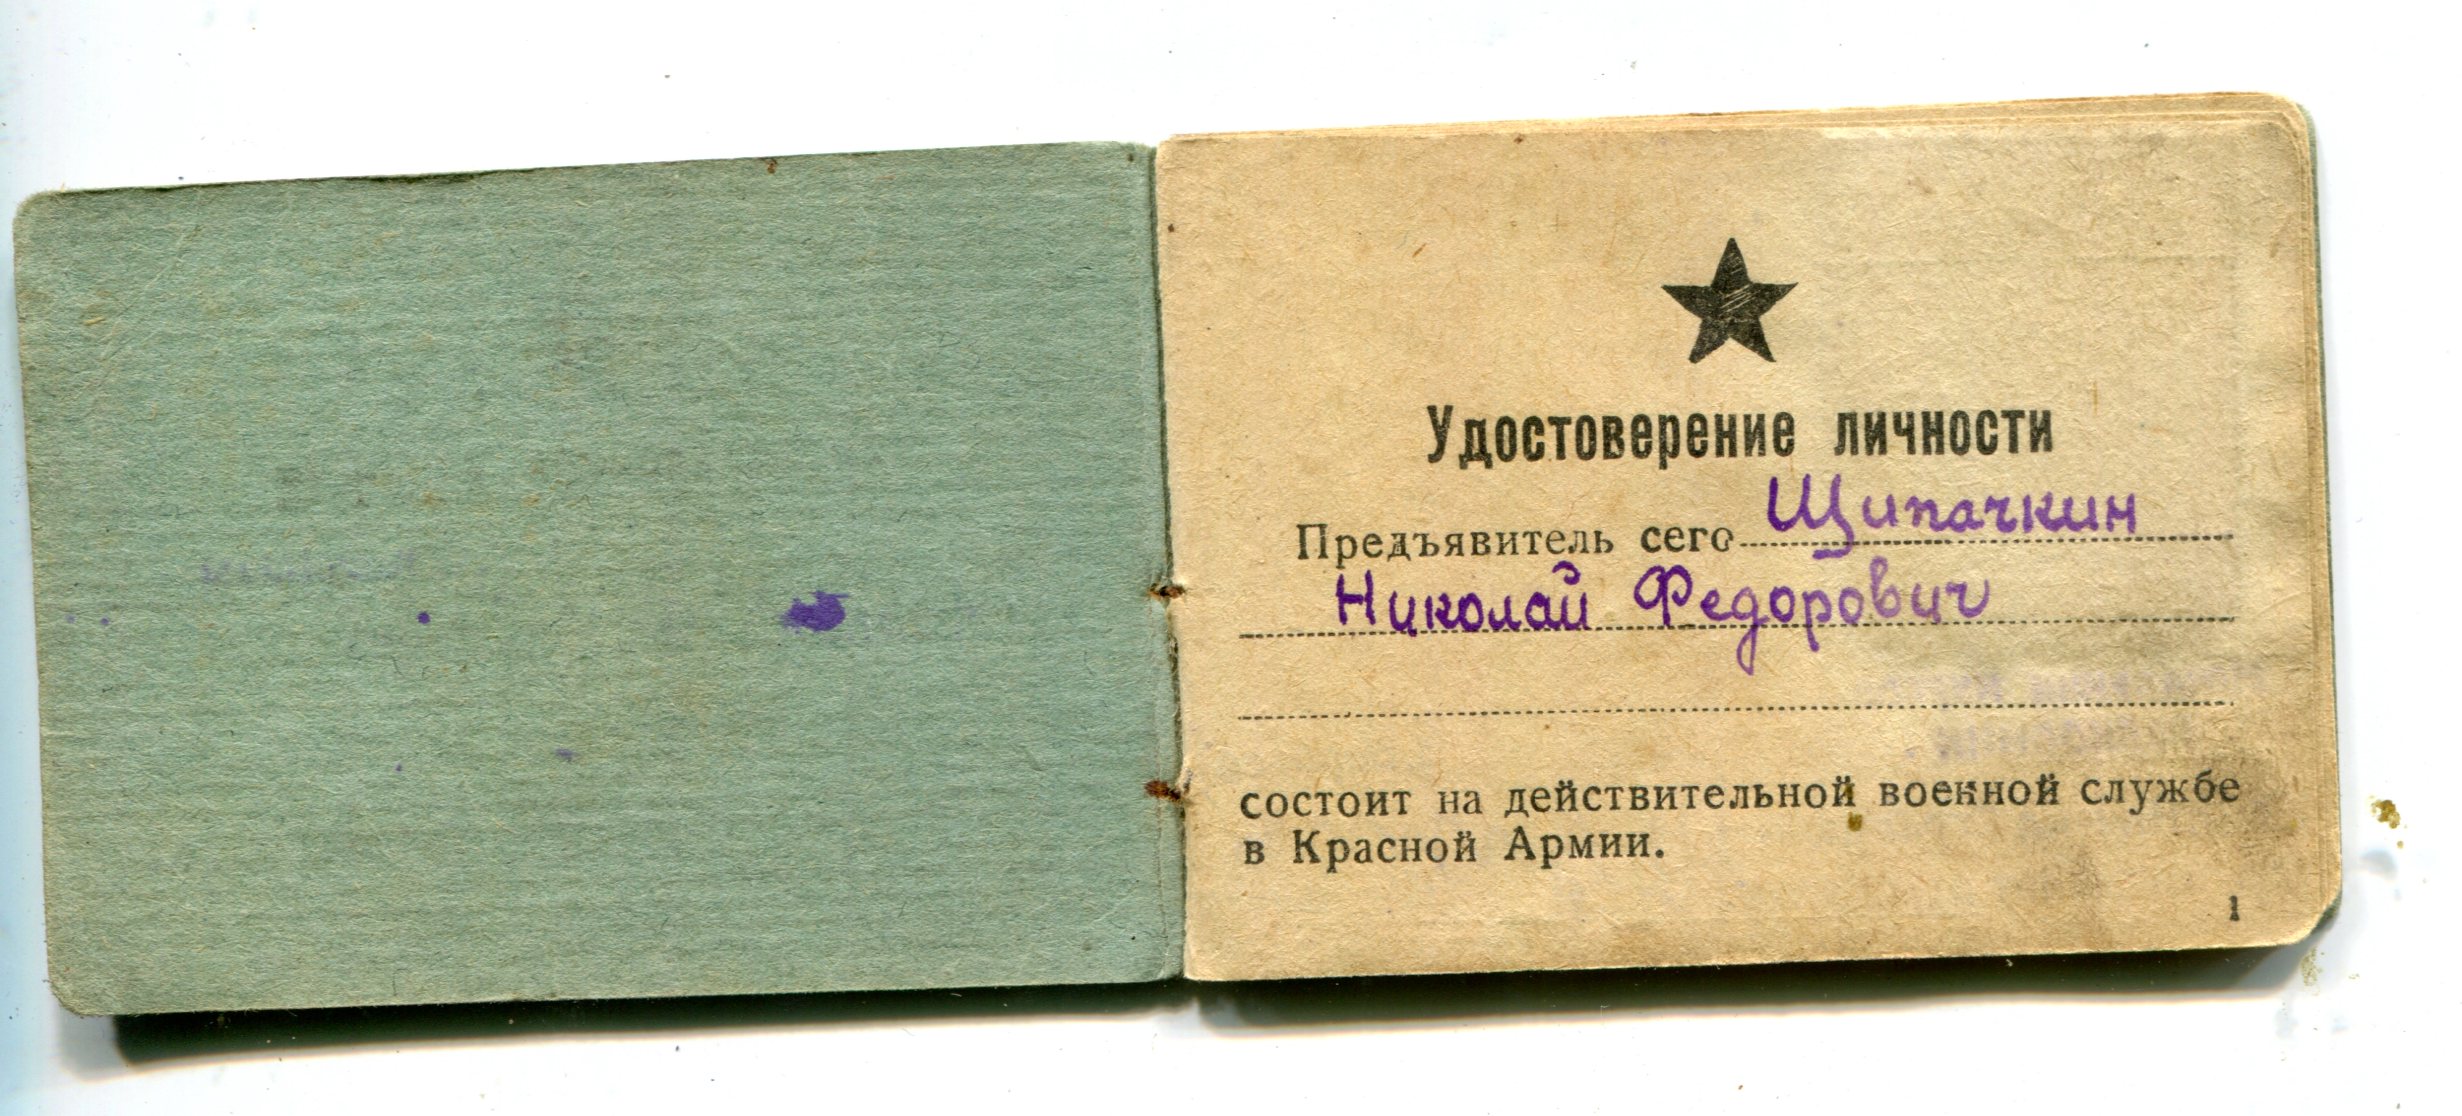 Удостоверение личности
Предъявитель сего Щипачкин
Николай Федорович
состоит на действительной военной службе
в Красной Армии.
1